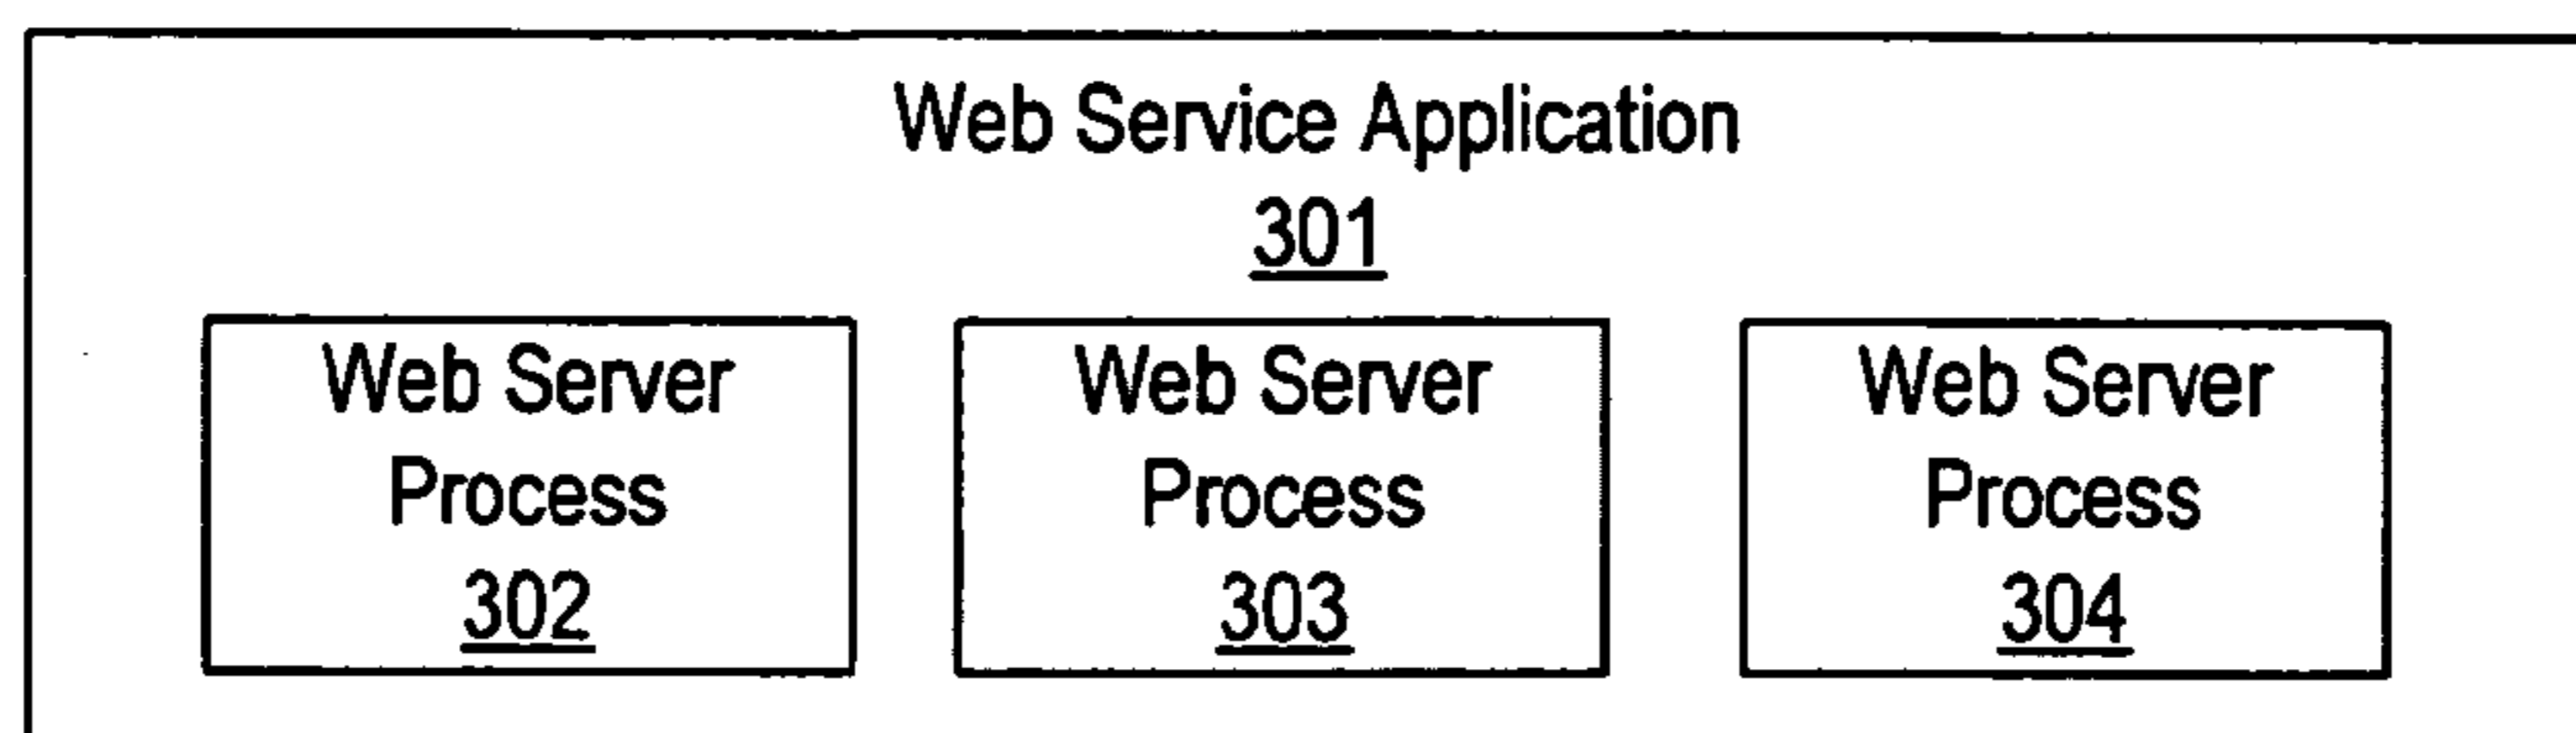 Web Service Application
301
Web Server
Process
302
Web Server
Process
303
Web Server
Process
304